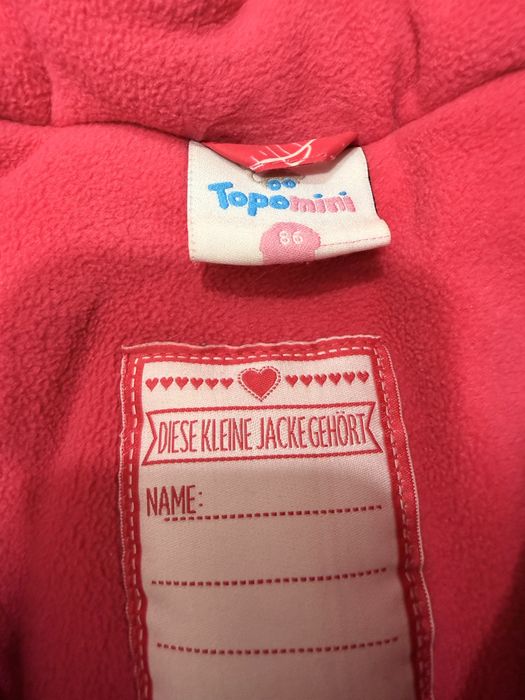 Topomini
86
DIESE KLEINE JACKE GEHÖRT
NAME: